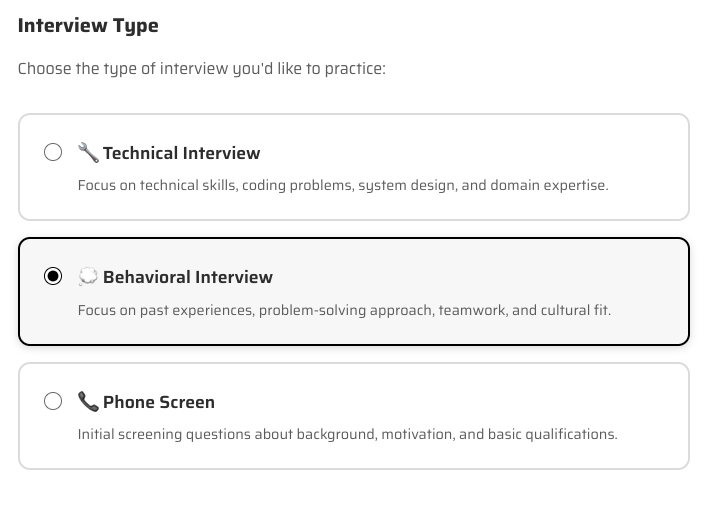 Interview Type
Choose the type of interview you'd like to practice:
🔧 Technical Interview
Focus on technical skills, coding problems, system design, and domain expertise.
💭 Behavioral Interview
Focus on past experiences, problem-solving approach, teamwork, and cultural fit.
📞 Phone Screen
Initial screening questions about background, motivation, and basic qualifications.